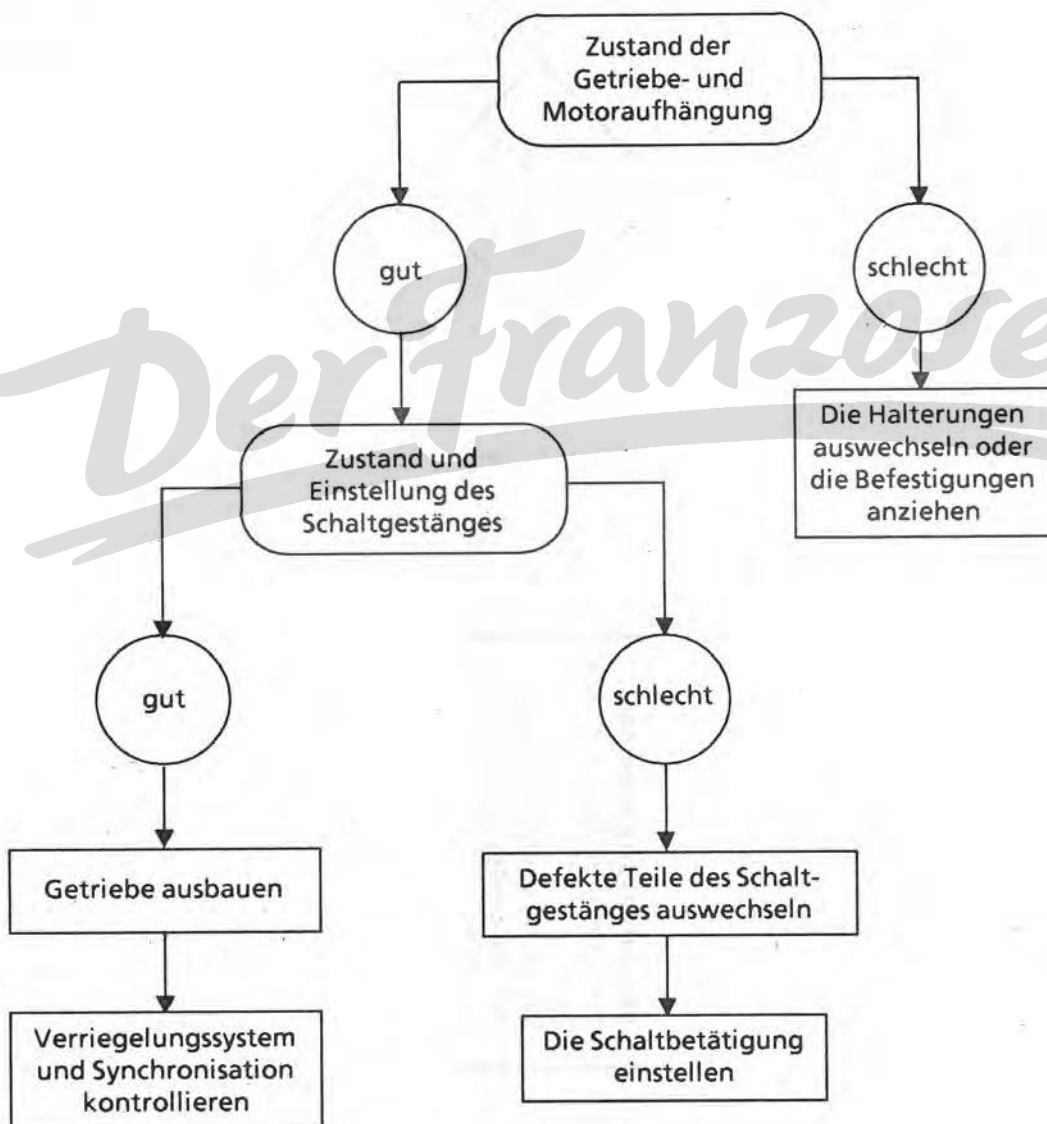 Zustand der
Getriebe- und
Motoraufhängung
gut
schlecht
Der Franzose
Die Halterungen
auswechseln oder
die Befestigungen
anziehen
Zustand und
Einstellung des
Schaltgestänges
gut
schlecht
Getriebe ausbauen
Defekte Teile des Schalt-
gestänges auswechseln
Verriegelungssystem
und Synchronisation
kontrollieren
Die Schaltbetätigung
einstellen